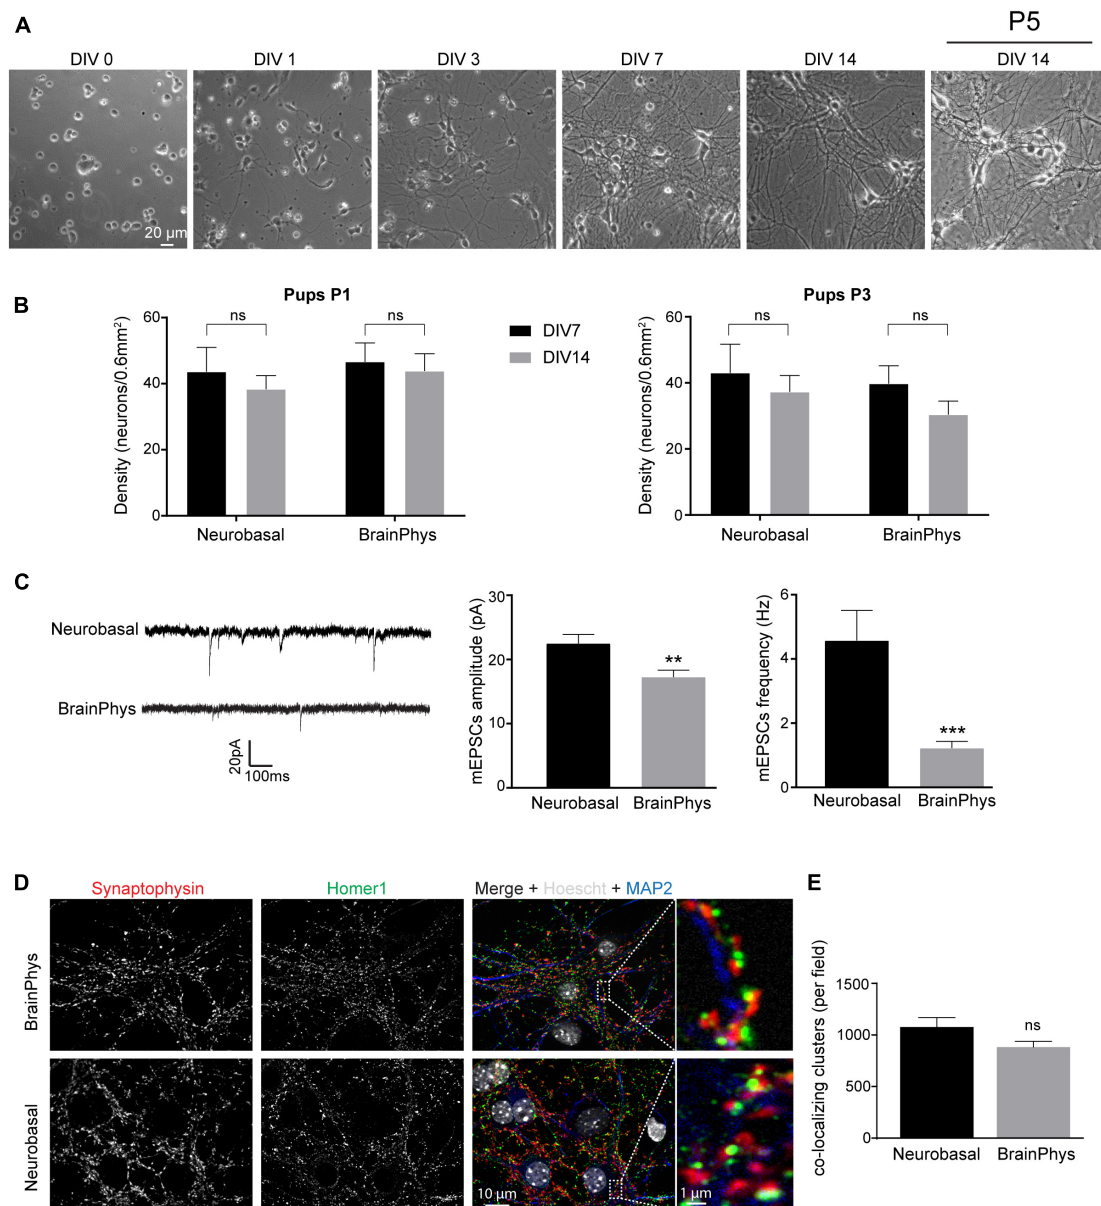 A
P5
DIV 0
DIV 1
DIV 3
DIV 7
DIV 14
DIV 14
20 µm
B
Pups P1
Density (neurons/0.6mm²)
60
40
20
0
ns
ns
Neurobasal
BrainPhys
DIV7
DIV14
Pups P3
Density (neurons/0.6mm²)
60
40
20
0
ns
ns
Neurobasal
BrainPhys
C
Neurobasal
BrainPhys
20pA
100ms
mEPSCs amplitude (pA)
30
20
10
0
**
Neurobasal
BrainPhys
mEPSCs frequency (Hz)
6
4
2
0
***
Neurobasal
BrainPhys
D
Synaptophysin
Homer1
Merge + Hoescht + MAP2
BrainPhys
Neurobasal
10 µm
1 µm
E
co-localizing clusters (per field)
1500
1000
500
0
ns
Neurobasal
BrainPhys